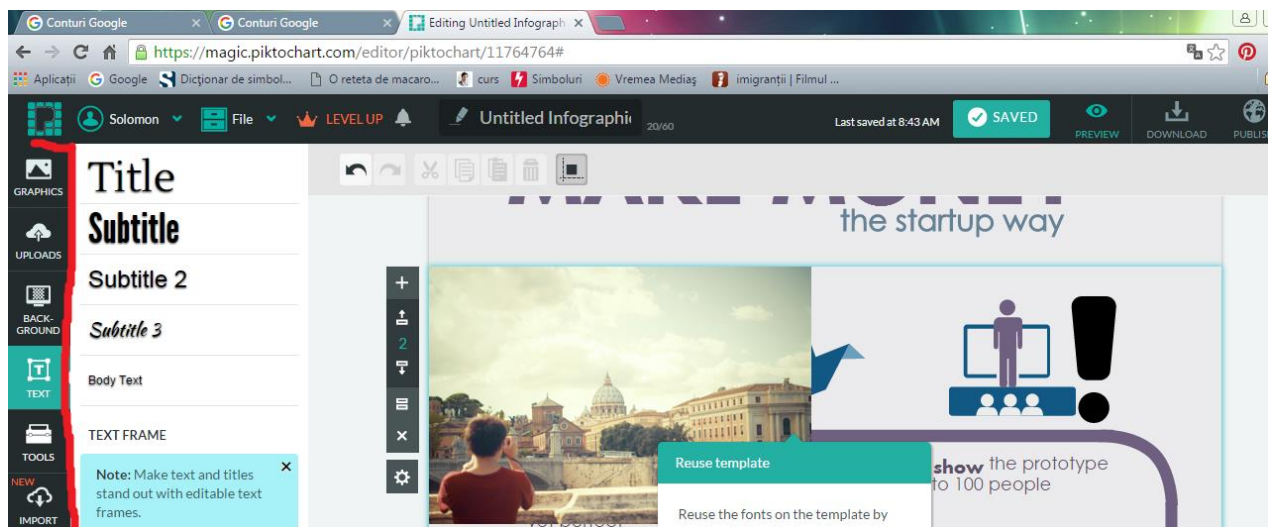 Conturi Google
Conturi Google
Editing Untitled Infograph
https://magic.piktochart.com/editor/piktochart/11764764#
Aplicații
Google
Dicționar de simbol...
O reteta de macaro...
curs
Simboluri
Vremea Mediaș
imigranții | Filmul ...
Solomon
File
LEVEL UP
Untitled Infographi
20/60
Last saved at 8:43 AM
SAVED
PREVIEW
DOWNLOAD
PUBLIS
GRAPHICS
UPLOADS
BACK-
GROUND
TEXT
TOOLS
NEW
IMPORT
Title
Subtitle
Subtitle 2
Subtitle 3
Body Text
TEXT FRAME
Note: Make text and titles
stand out with editable text
frames.
MAKE MONEY
the startup way
2
show the prototype
to 100 people
Reuse template
Reuse the fonts on the template by